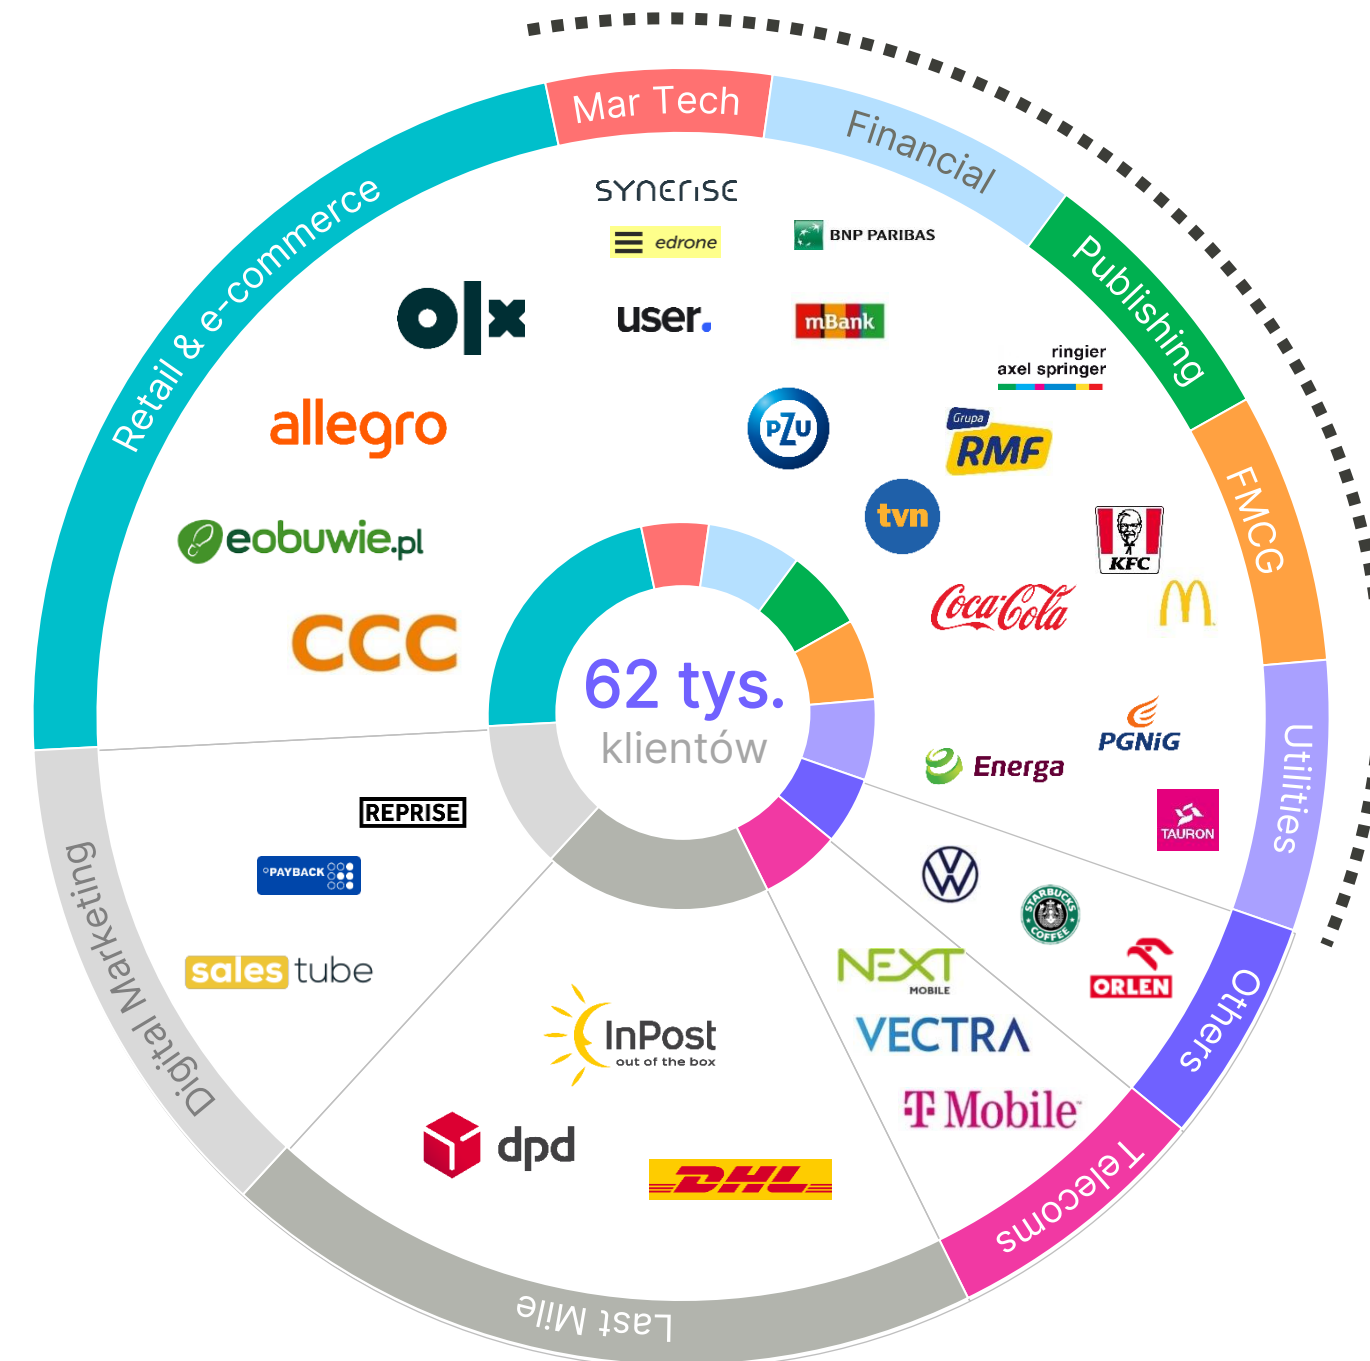 Mar Tech
Financial
Publishing
FMCG
Utilities
Others
Telecoms
Last Mile
Digital Marketing
Retail & e-commerce
SYNERISE
edrone
user.
BNP PARIBAS
mBank
PZU
ringier
axel springer
Grupa
RMF
tvn
KFC
Coca-Cola
PGNiG
Energa
TAURON
STARBUCKS
COFFEE
ORLEN
NEXT
MOBILE
VECTRA
T Mobile
InPost
out of the box
dpd
DHL
REPRISE
PAYBACK
sales tube
olx
allegro
eobuwie.pl
CCC
62 tys.
klientów